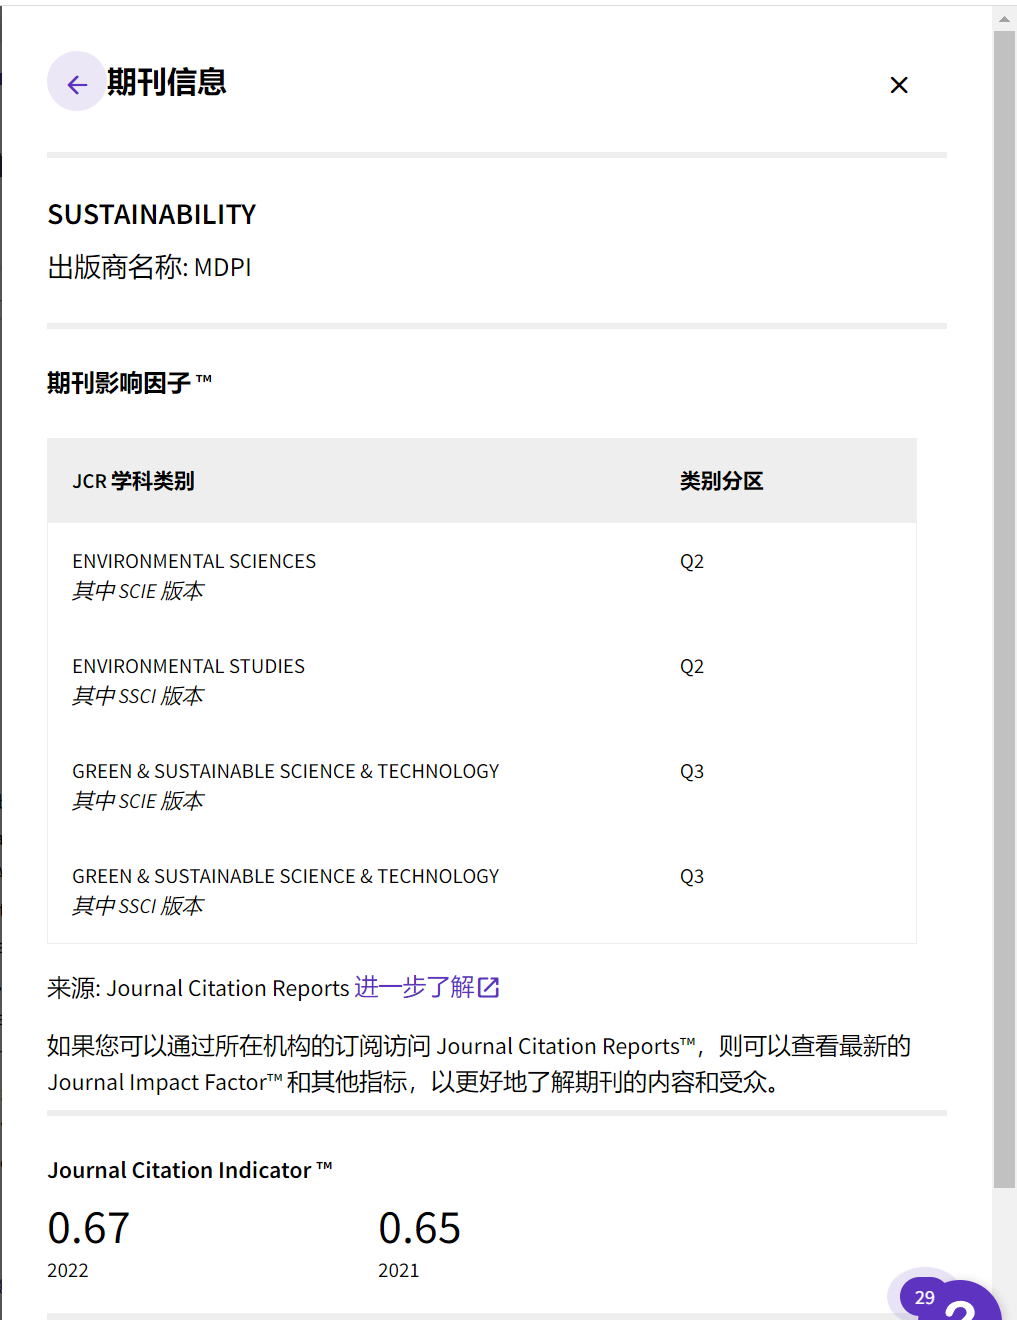 期刊信息
SUSTAINABILITY
出版商名称: MDPI
期刊影响因子 ™
JCR 学科类别 类别分区
ENVIRONMENTAL SCIENCES Q2
其中 SCIE 版本
ENVIRONMENTAL STUDIES Q2
其中 SSCI 版本
GREEN & SUSTAINABLE SCIENCE & TECHNOLOGY Q3
其中 SCIE 版本
GREEN & SUSTAINABLE SCIENCE & TECHNOLOGY Q3
其中 SSCI 版本
来源: Journal Citation Reports 进一步了解
如果您可以通过所在机构的订阅访问 Journal Citation Reports™，则可以查看最新的
Journal Impact Factor™ 和其他指标，以更好地了解期刊的内容和受众。
Journal Citation Indicator ™
0.67 0.65
2022 2021
29
?